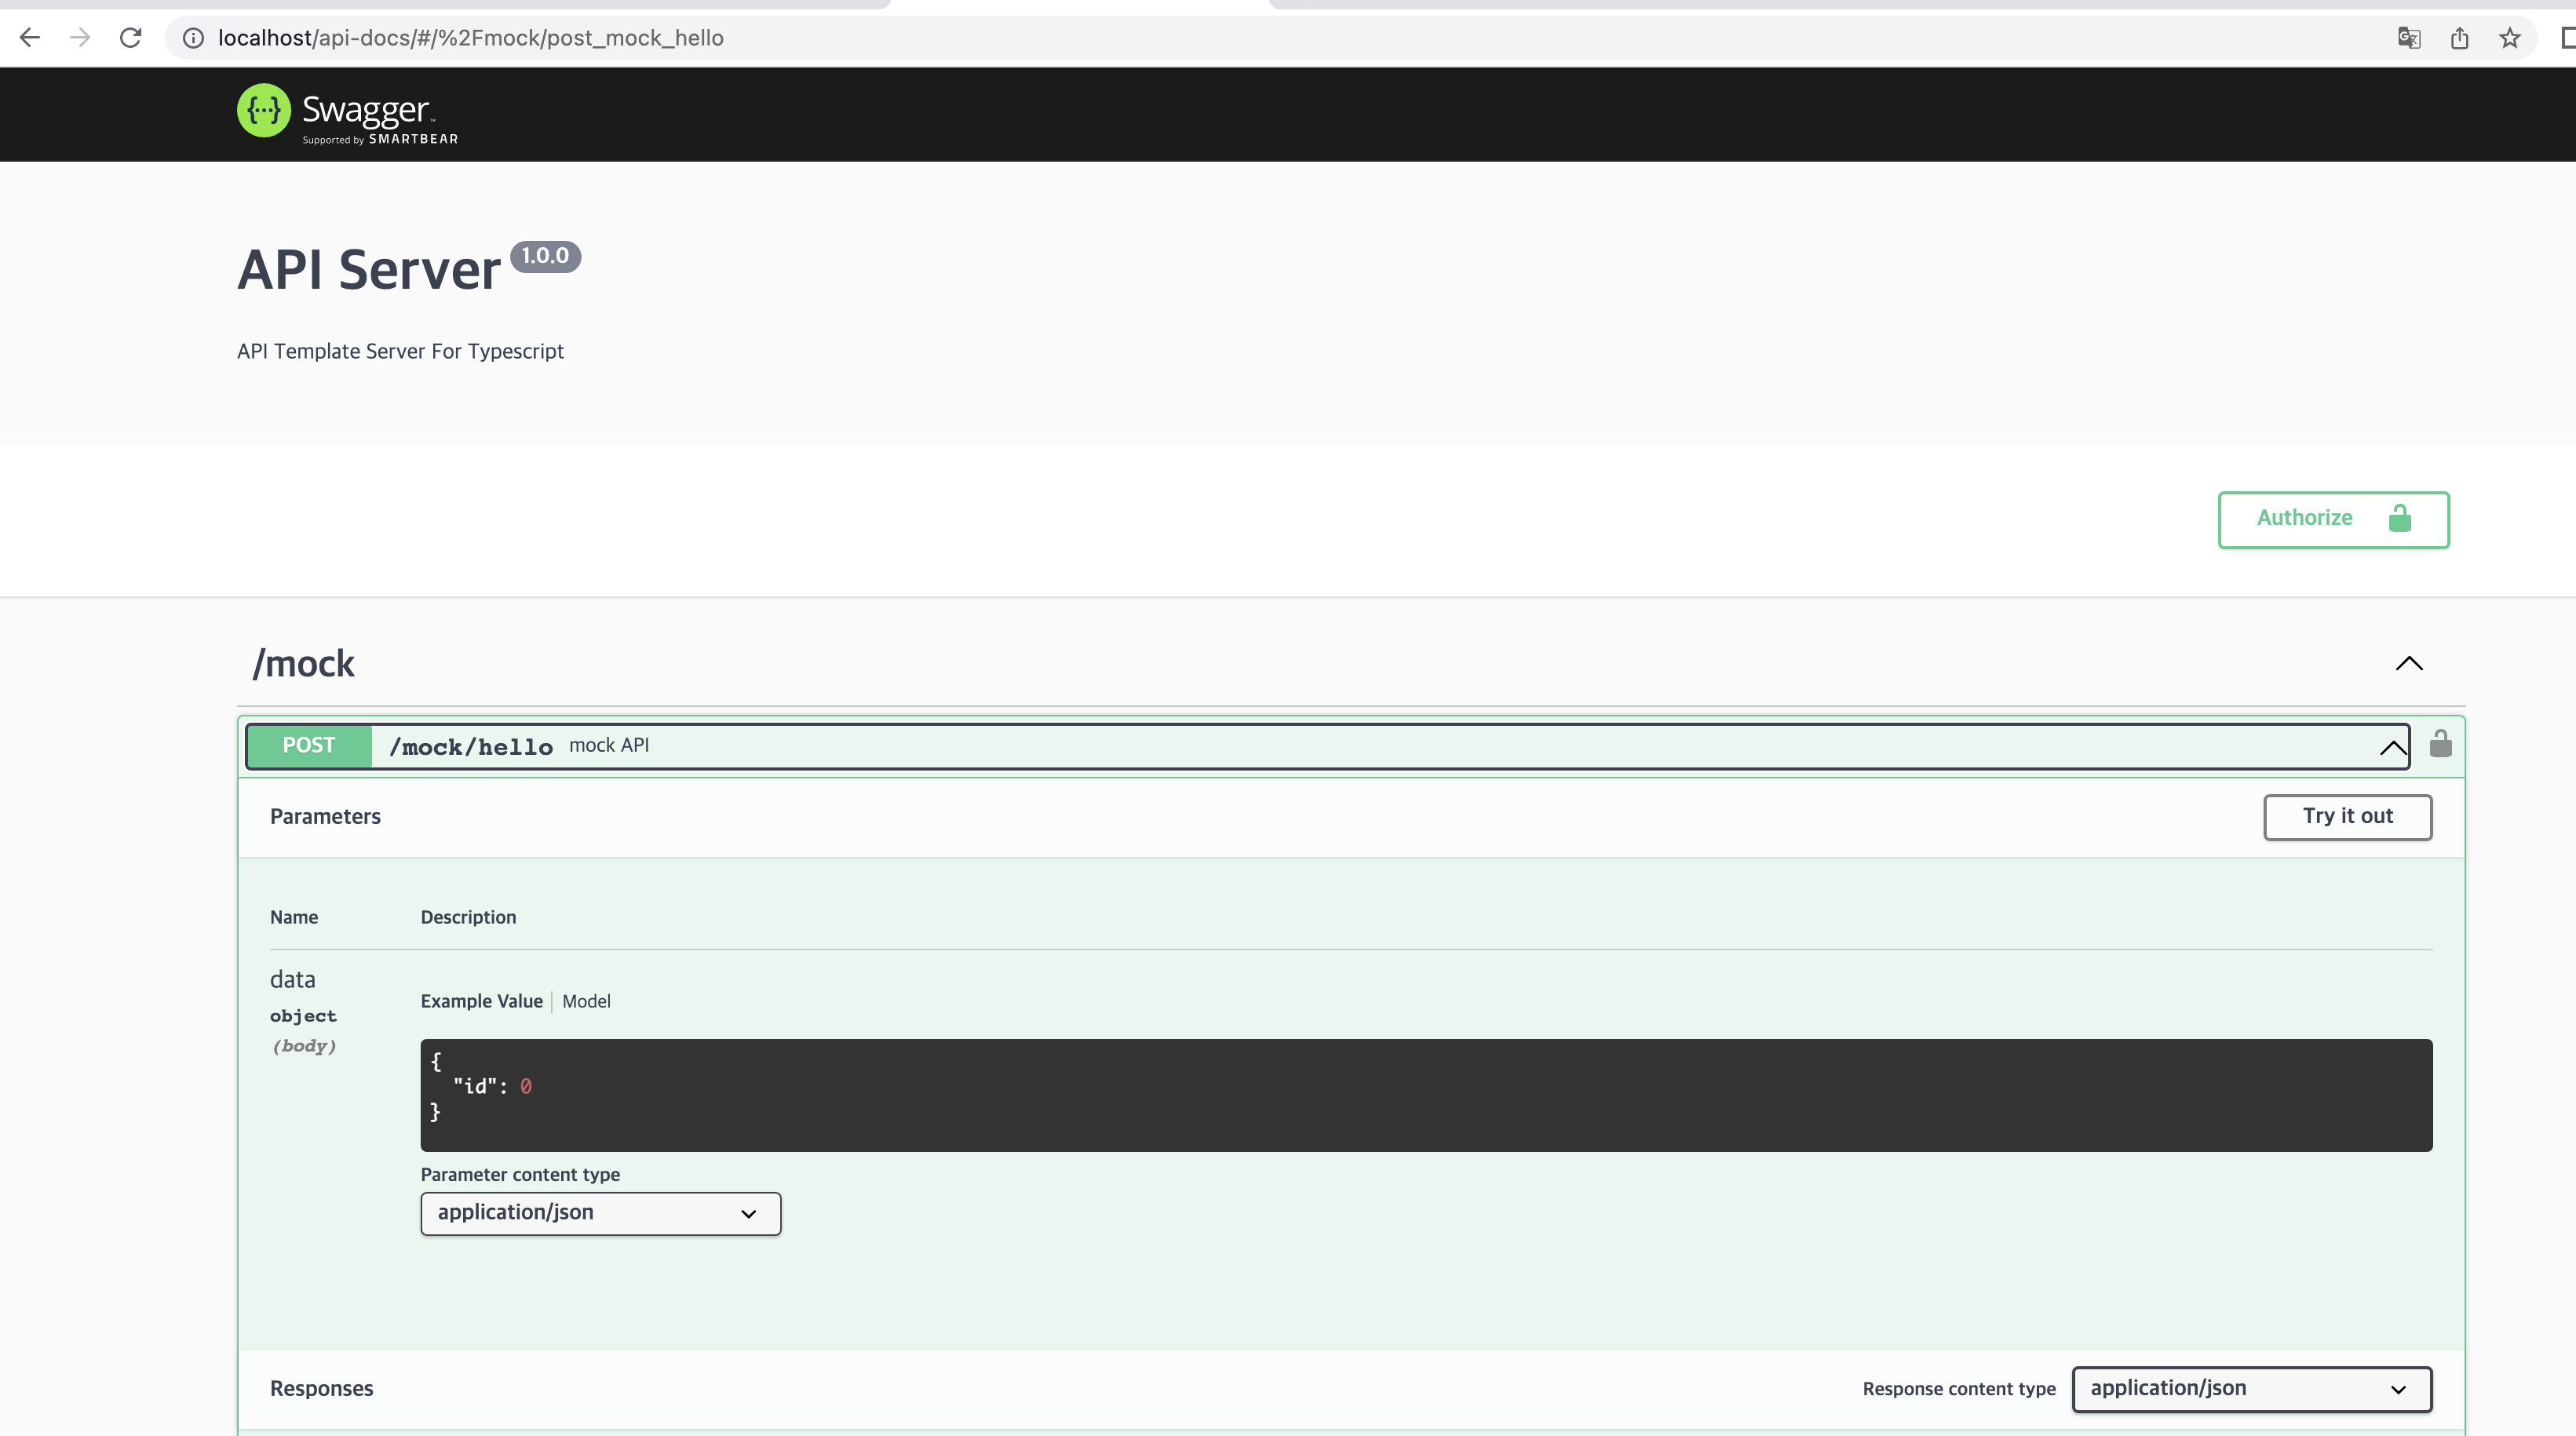 localhost/api-docs/#/%2Fmock/post_mock_hello
{···} Swagger™
Supported by SMARTBEAR
API Server 1.0.0
API Template Server For Typescript
Authorize
/mock
POST /mock/hello mock API
Parameters Try it out
Name Description
data
object
(body)
Example Value Model
{
"id": 0
}
Parameter content type
application/json
Responses Response content type application/json